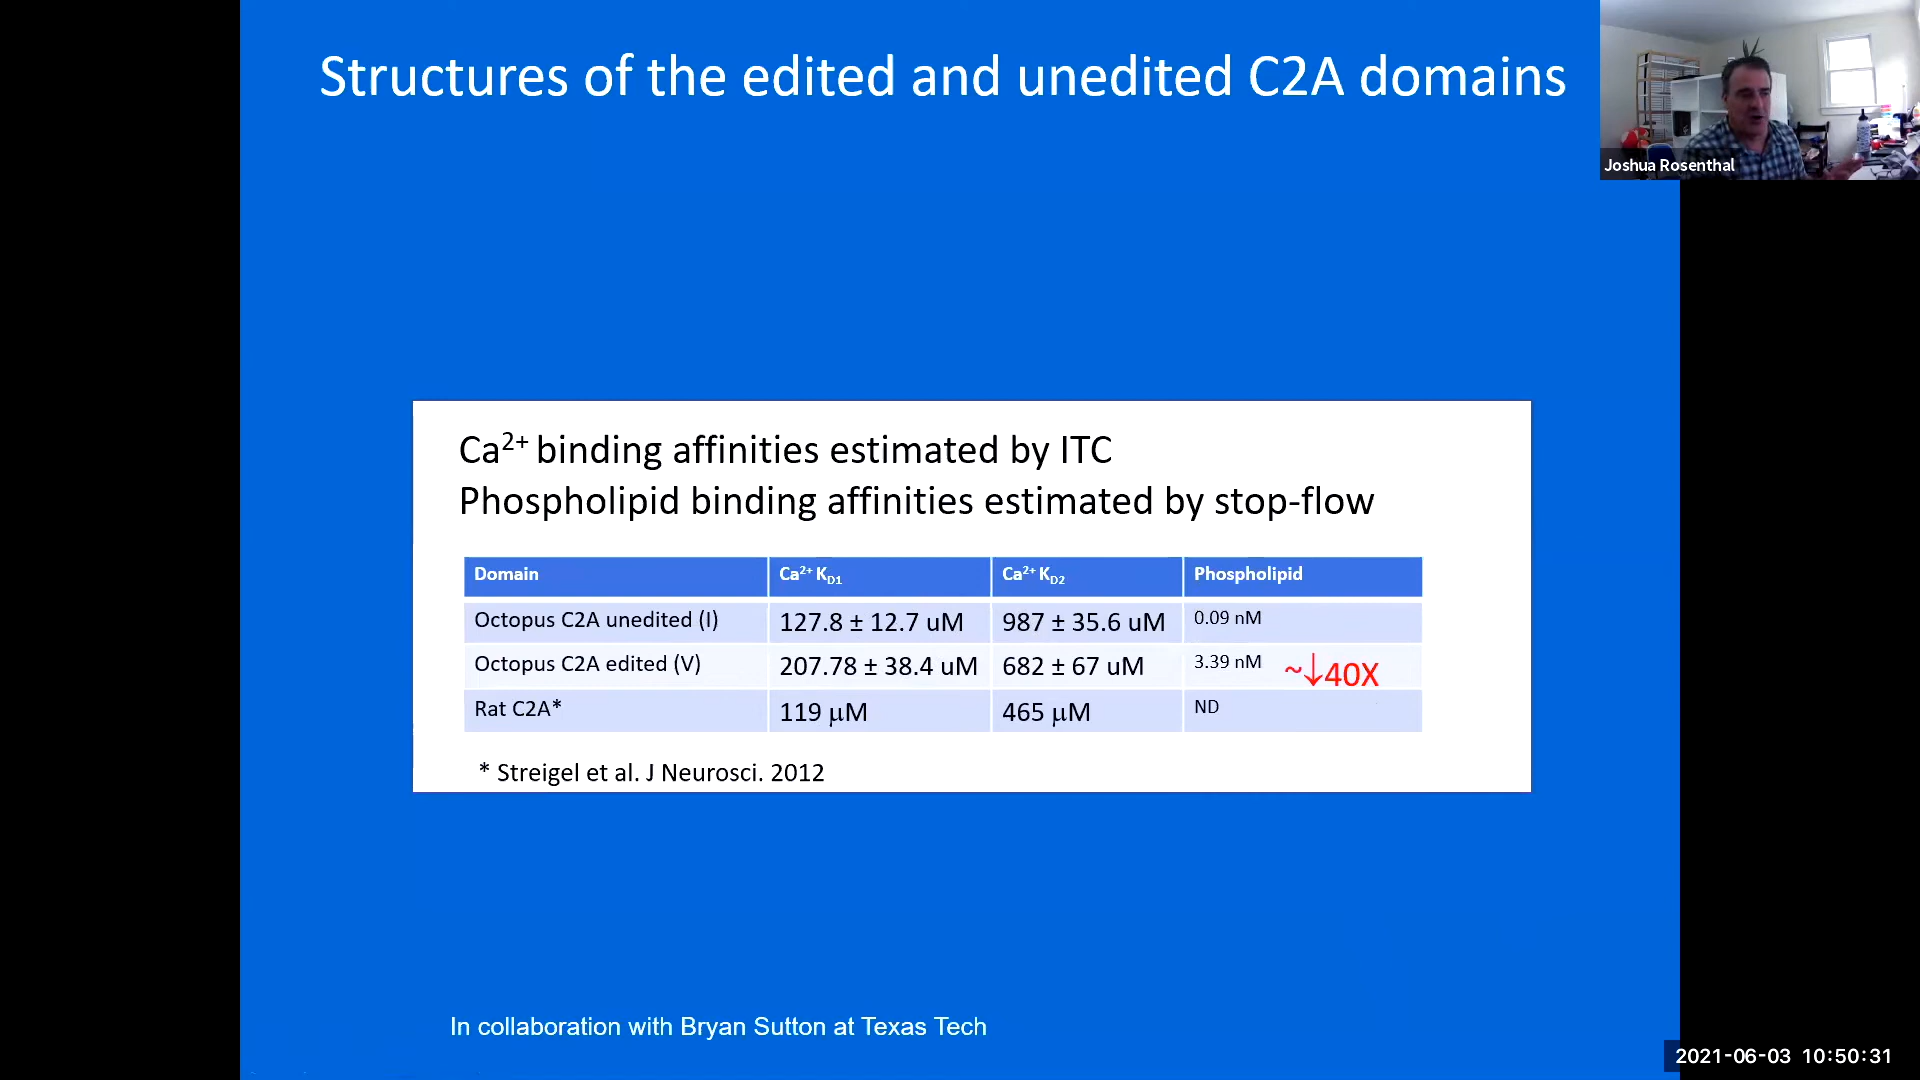 Structures of the edited and unedited C2A domains
Joshua Rosenthal
Ca2+ binding affinities estimated by ITC
Phospholipid binding affinities estimated by stop-flow
Domain Ca2+ KD1 Ca2+ KD2 Phospholipid
Octopus C2A unedited (I) 127.8 ± 12.7 uM 987 ± 35.6 uM 0.09 nM
Octopus C2A edited (V) 207.78 ± 38.4 uM 682 ± 67 uM 3.39 nM ~↓40X
Rat C2A* 119 μM 465 μM ND
* Streigel et al. J Neurosci. 2012
In collaboration with Bryan Sutton at Texas Tech
2021-06-03 10:50:31